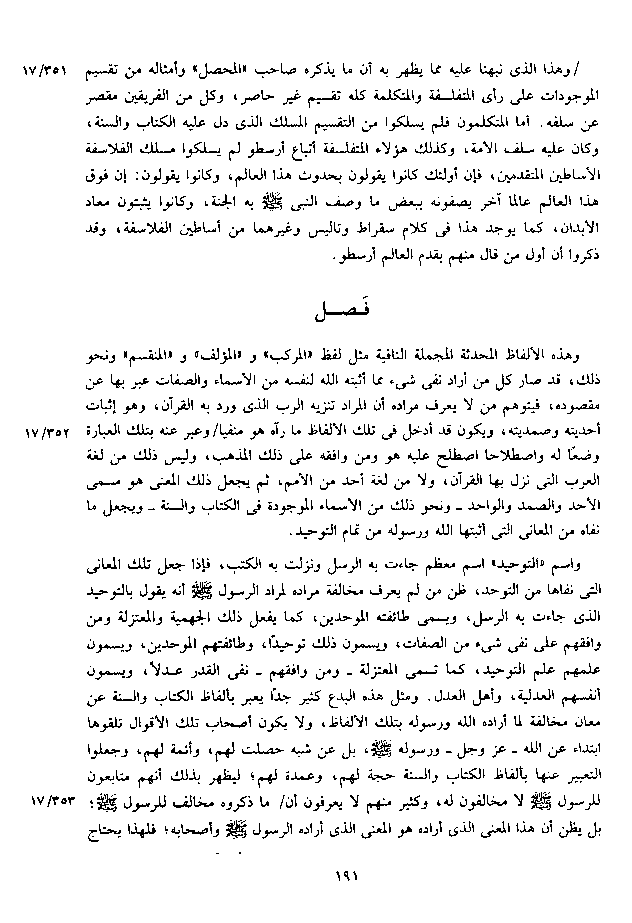 / وهذا الذى نبهنا عليه مما يظهر به أن ما يذكره صاحب «المحصل» وأمثاله من تقسيم ١٧/٣٥١
الموجودات على رأى المتفلسفة والمتكلمة كله تقسيم غير حاصر، وكل من الفريقين مقصر
عن سلفه. أما المتكلمون فلم يسلكوا من التقسيم المسلك الذى دل عليه الكتاب والسنة،
وكان عليه سلف الأمة، وكذلك هؤلاء المتفلسفة أتباع أرسطو لم يسلكوا مسلك الفلاسفة
الأساطين المتقدمين، فإن أولئك كانوا يقولون بحدوث هذا العالم، وكانوا يقولون: إن فوق
هذا العالم عالما آخر يصفونه ببعض ما وصف النبى ﷺ به الجنة، وكانوا يثبتون معاد
الأبدان، كما يوجد هذا فى كلام سقراط وتاليس وغيرهما من أساطين الفلاسفة، وقد
ذكروا أن أول من قال منهم بقدم العالم أرسطو.
فَصــل
وهذه الألفاظ المحدثة المجملة النافية مثل لفظ «المركب» و «المؤلف» و «المنقسم» ونحو
ذلك، قد صار كل من أراد نفى شىء مما أثبته الله لنفسه من الأسماء والصفات عبر بها عن
مقصوده، فيتوهم من لا يعرف مراده أن المراد تنزيه الرب الذى ورد به القرآن، وهو إثبات
أحديته وصمديته، ويكون قد أدخل فى تلك الألفاظ ما رآه هو منفيا/ وعبر عنه بتلك العبارة ١٧/٣٥٢
وضعًا له واصطلاحا اصطلح عليه هو ومن وافقه على ذلك المذهب، وليس ذلك من لغة
العرب التى نزل بها القرآن، ولا من لغة أحد من الأمم، ثم يجعل ذلك المعنى هو مسمى
الأحد والصمد والواحد ـ ونحو ذلك من الأسماء الموجودة فى الكتاب والسنة ـ ويجعل ما
نفاه من المعانى التى أثبتها الله ورسوله من تمام التوحيد.
واسم «التوحيد» اسم معظم جاءت به الرسل ونزلت به الكتب، فإذا جعل تلك المعانى
التى نفاها من التوحد، ظن من لم يعرف مخالفة مراده لمراد الرسول ﷺ أنه يقول بالتوحيد
الذى جاءت به الرسل، ويسمى طائفته الموحدين، كما يفعل ذلك الجهمية والمعتزلة ومن
وافقهم على نفى شىء من الصفات، ويسمون ذلك توحيدًا، وطائفتهم الموحدين، ويسمون
علمهم علم التوحيد، كما تسمى المعتزلة ـ ومن وافقهم ـ نفى القدر عدلاً، ويسمون
أنفسهم العدلية، وأهل العدل. ومثل هذه البدع كثير جدًا يعبر بألفاظ الكتاب والسنة عن
معان مخالفة لما أراده الله ورسوله بتلك الألفاظ، ولا يكون أصحاب تلك الأقوال تلقوها
ابتداء عن الله ـ عز وجل ـ ورسوله ﷺ، بل عن شبه حصلت لهم، وأئمة لهم، وجعلوا
التعبير عنها بألفاظ الكتاب والسنة حجة لهم، وعمدة لهم؛ ليظهر بذلك أنهم متابعون
للرسول ﷺ لا مخالفون له، وكثير منهم لا يعرفون أن/ ما ذكروه مخالف للرسول ﷺ؛ ١٧/٣٥٣
بل يظن أن هذا المعنى الذى أراده هو المعنى الذى أراده الرسول ﷺ وأصحابه؛ فلهذا يحتاج
١٩١